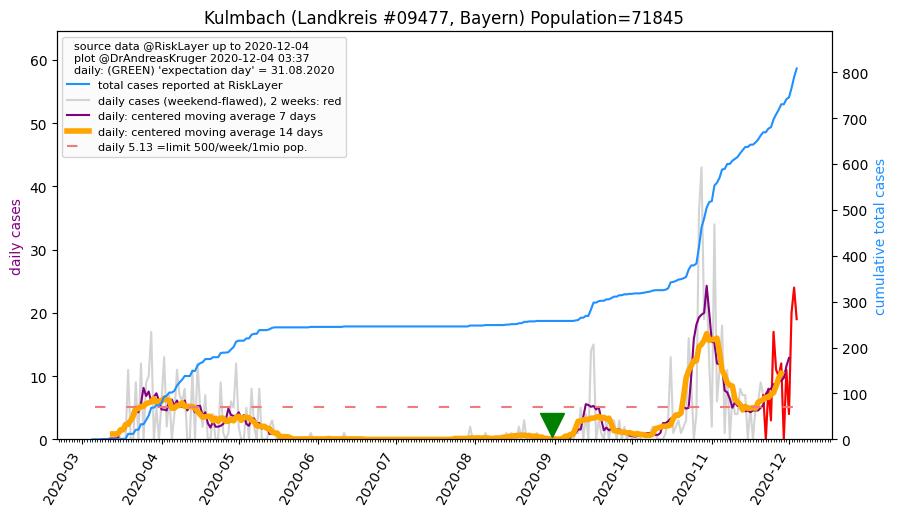 Kulmbach (Landkreis #09477, Bayern) Population=71845
source data @RiskLayer up to 2020-12-04
plot @DrAndreasKruger 2020-12-04 03:37
daily: (GREEN) 'expectation day' = 31.08.2020
total cases reported at RiskLayer
daily cases (weekend-flawed), 2 weeks: red
daily: centered moving average 7 days
daily: centered moving average 14 days
daily 5.13 =limit 500/week/1mio pop.
daily cases
60
50
40
30
20
10
0
cumulative total cases
800
700
600
500
400
300
200
100
0
2020-03
2020-04
2020-05
2020-06
2020-07
2020-08
2020-09
2020-10
2020-11
2020-12